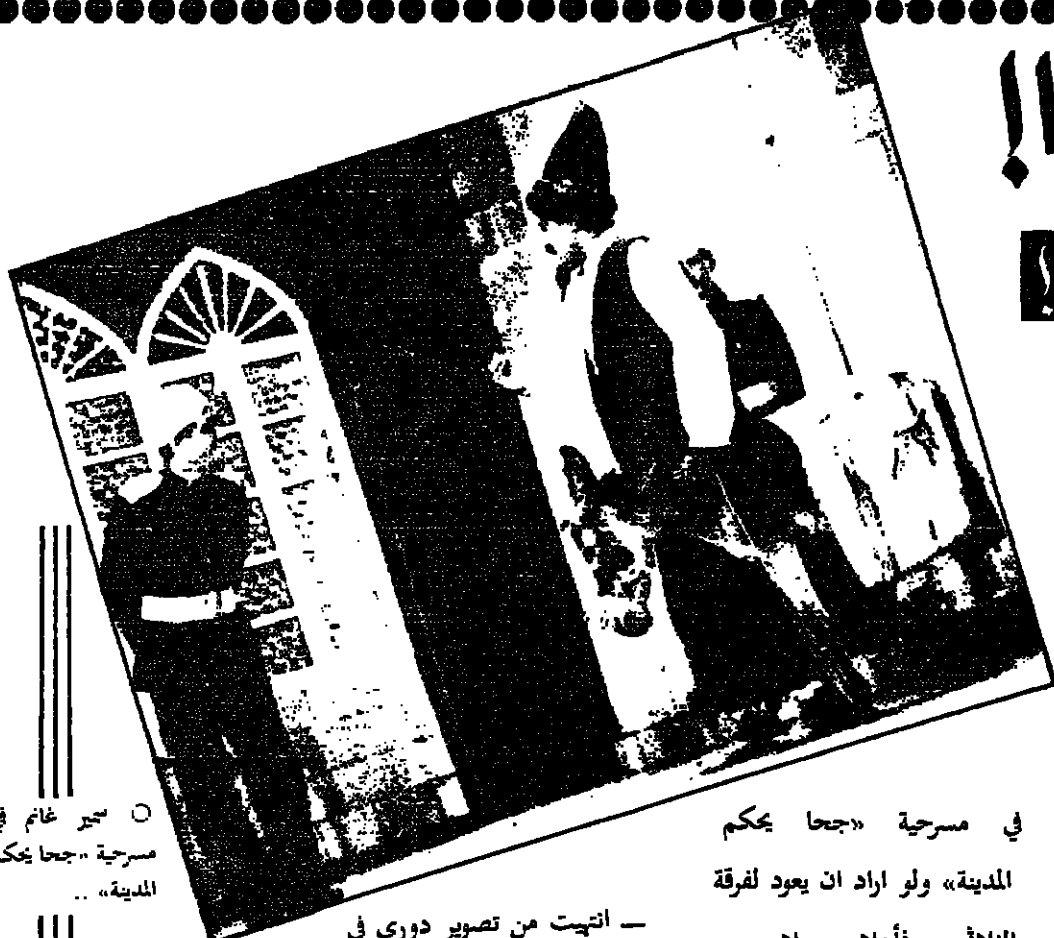 في مسرحية «جحا يحكم
المدينة» ولو اراد ان يعود لفرقة
— انتهيت من تصوير دوري في
○ سمير غانم في
مسرحية «جحا يحكم
المدينة» ..